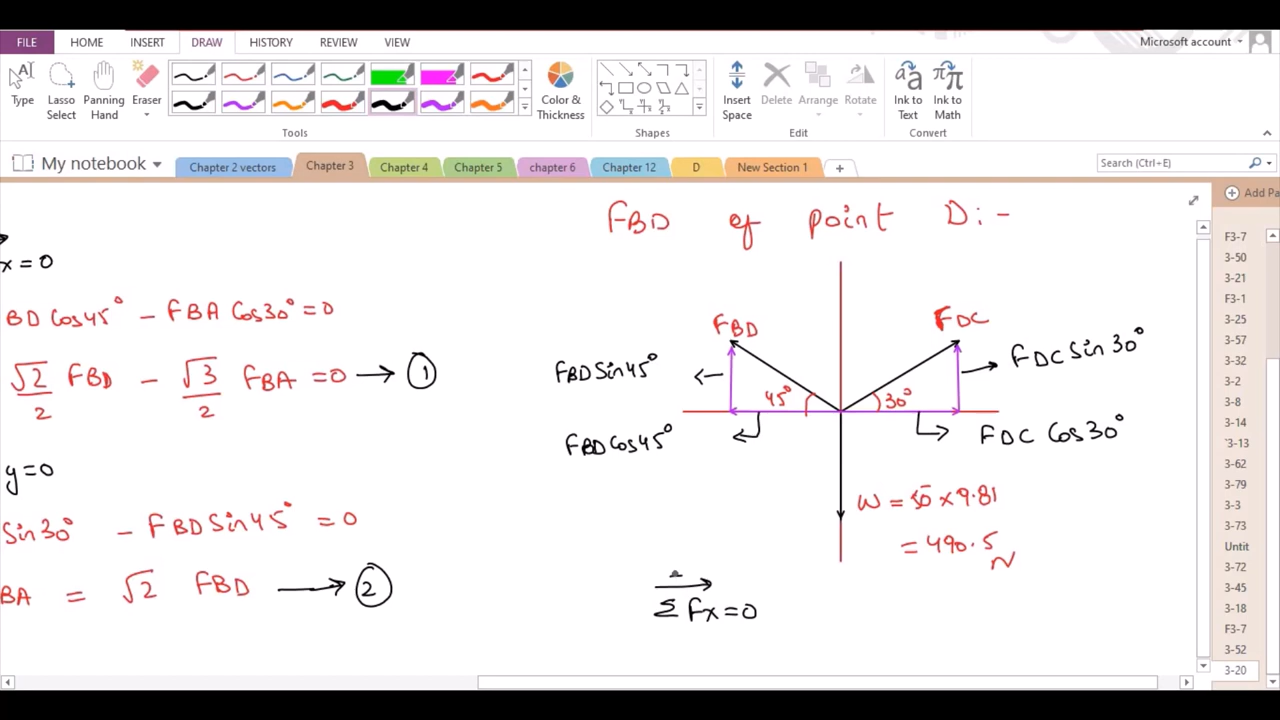 FILE HOME INSERT DRAW HISTORY REVIEW VIEW Microsoft account
Type
Lasso Select
Panning Hand
Eraser
Color & Thickness
Insert Space
Delete
Arrange
Rotate
Ink to Text
Ink to Math
Tools Shapes Edit Convert
My notebook Chapter 2 vectors Chapter 3 Chapter 4 Chapter 5 chapter 6 Chapter 12 D New Section 1 Search (Ctrl+E)
Add Pa
F3-7
3-50
3-21
F3-1
3-25
3-57
3-32
3-2
3-8
3-14
'3-13
3-62
3-79
3-3
3-73
Untit
3-72
3-45
3-18
F3-7
3-52
3-20
x = 0
BD Cos45° - FBA Cos30° = 0
√2/2 FBD - √3/2 FBA = 0 → 1
y = 0
Sin30° - FBD Sin45° = 0
BA = √2 FBD → 2
FBD of point D:-
FBD
FDC
FBD Sin45°
FDC Sin 30°
45°
30°
FBD Cos45°
FDC Cos30°
W = 50 × 9.81
= 490.5 N
Σ Fx = 0